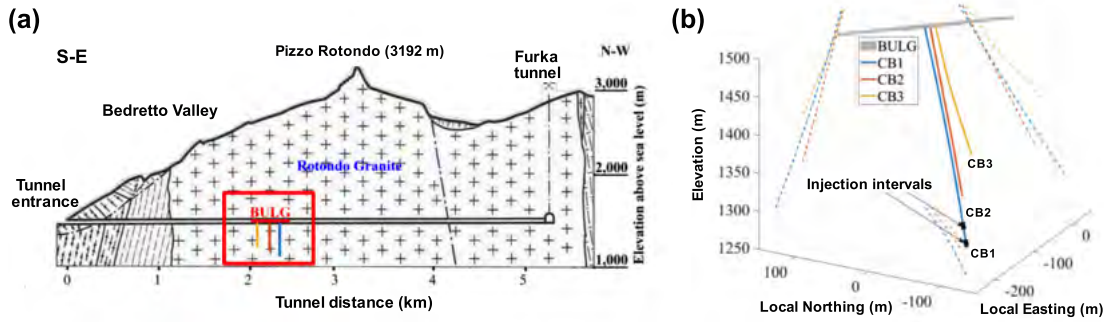 (a)
S-E
Pizzo Rotondo (3192 m)
Furka
tunnel
N-W
Bedretto Valley
Rotondo Granite
Tunnel
entrance
BULG
3,000
2,000
1,000
Elevation above sea level (m)
0
1
2
3
4
5
Tunnel distance (km)
(b)
BULG
CB1
CB2
CB3
1500
1450
1400
1350
1300
1250
Elevation (m)
CB3
Injection intervals
CB2
CB1
100
0
-100
Local Northing (m)
0
-100
-200
Local Easting (m)